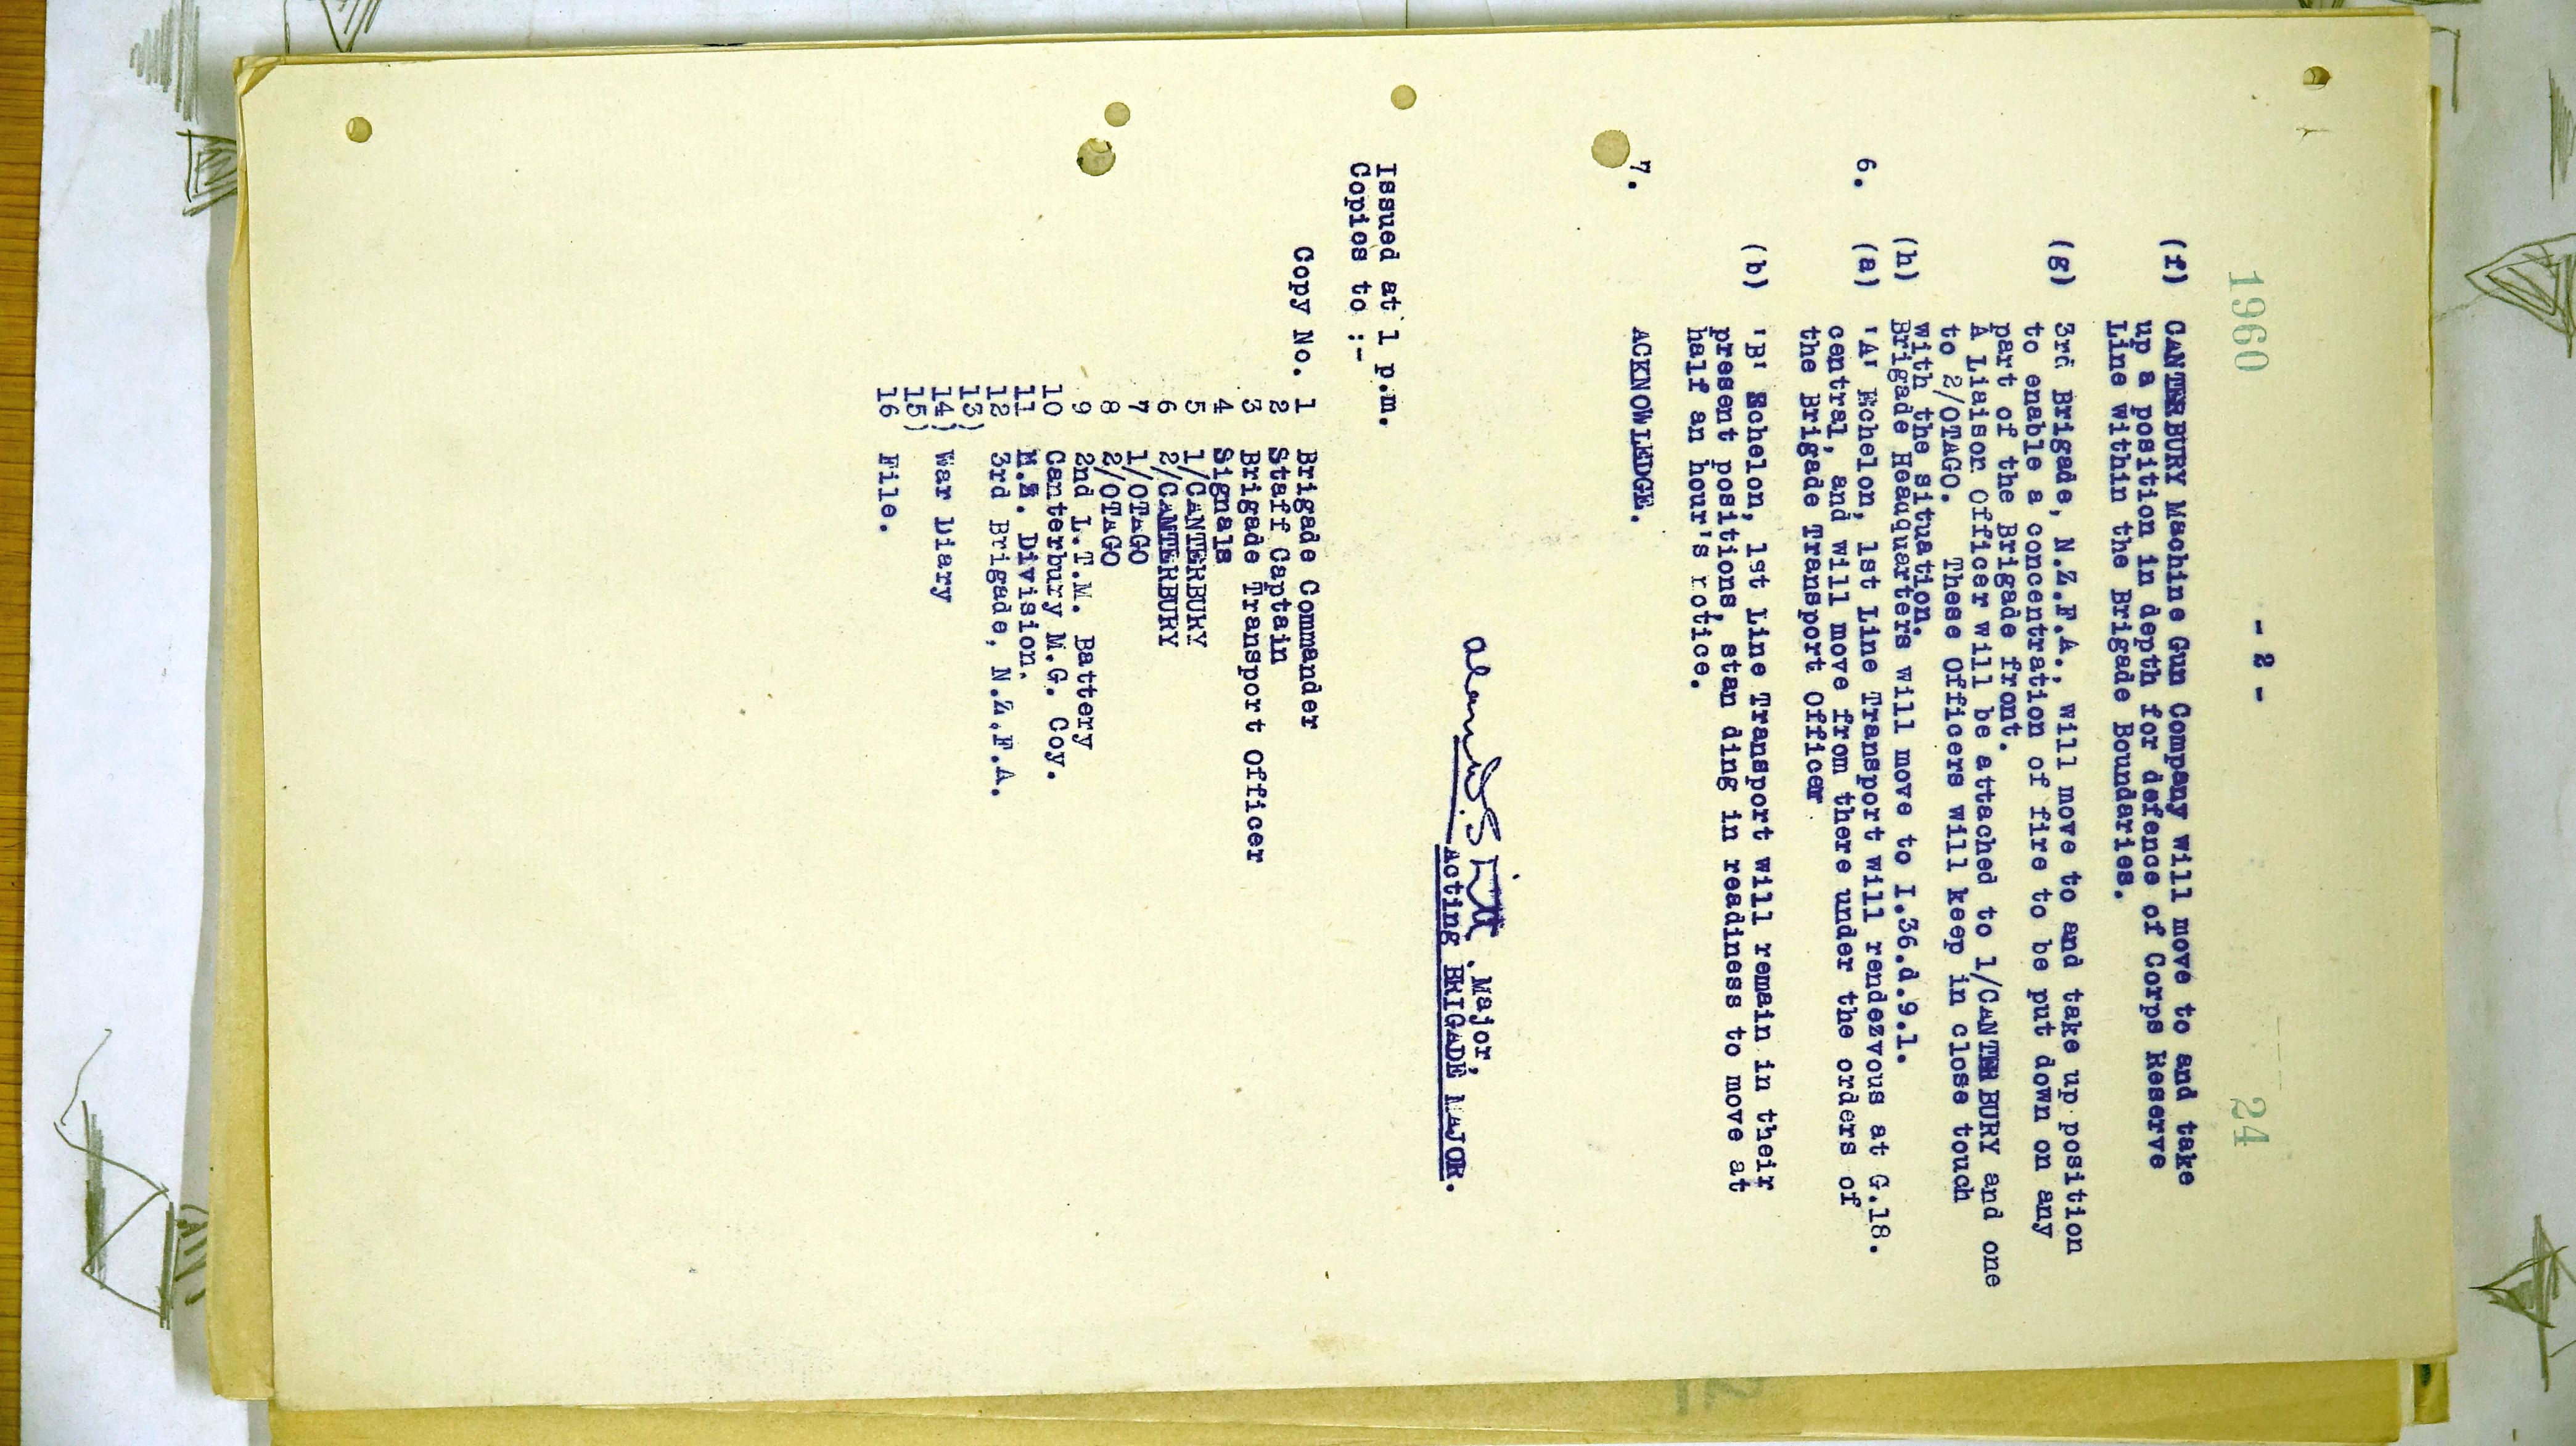 1960
24
- 2 -
(f) CANTERBURY Machine Gun Company will move to and take
up a position in depth for defence of Corps Reserve
Line within the Brigade Boundaries.
(g) 3rd Brigade, N.Z.F.A., will move to and take up position
to enable a concentration of fire to be put down on any
part of the Brigade front.
A Liaison Officer will be attached to 1/CANTERBURY and one
to 2/OTAGO. These Officers will keep in close touch
with the situation.
(h) Brigade Headquarters will move to I.36.d.9.1.
6. (a) 'A' Echelon, 1st Line Transport will rendezvous at G.18.
central, and will move from there under the orders of
the Brigade Transport Officer
(b) 'B' Echelon, 1st Line Transport will remain in their
present positions, stan ding in readiness to move at
half an hour's notice.
7. ACKNOWLEDGE.
Major,
Acting BRIGADE MAJOR.
Issued at 1 p.m.
Copies to :-
Copy No. 1 Brigade Commander
2 Staff Captain
3 Brigade Transport Officer
4 Signals
5 1/CANTERBURY
6 2/CANTERBURY
7 1/OTAGO
8 2/OTAGO
9 2nd L.T.M. Battery
10 Canterbury M.G. Coy.
11 N.Z. Division.
12 3rd Brigade, N.Z.F.A.
13)
14) War Diary
15)
16 File.